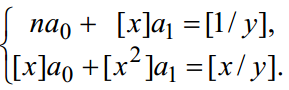 na₀ + [x]a₁ = [1/y],
[x]a₀ + [x²]a₁ = [x/y].